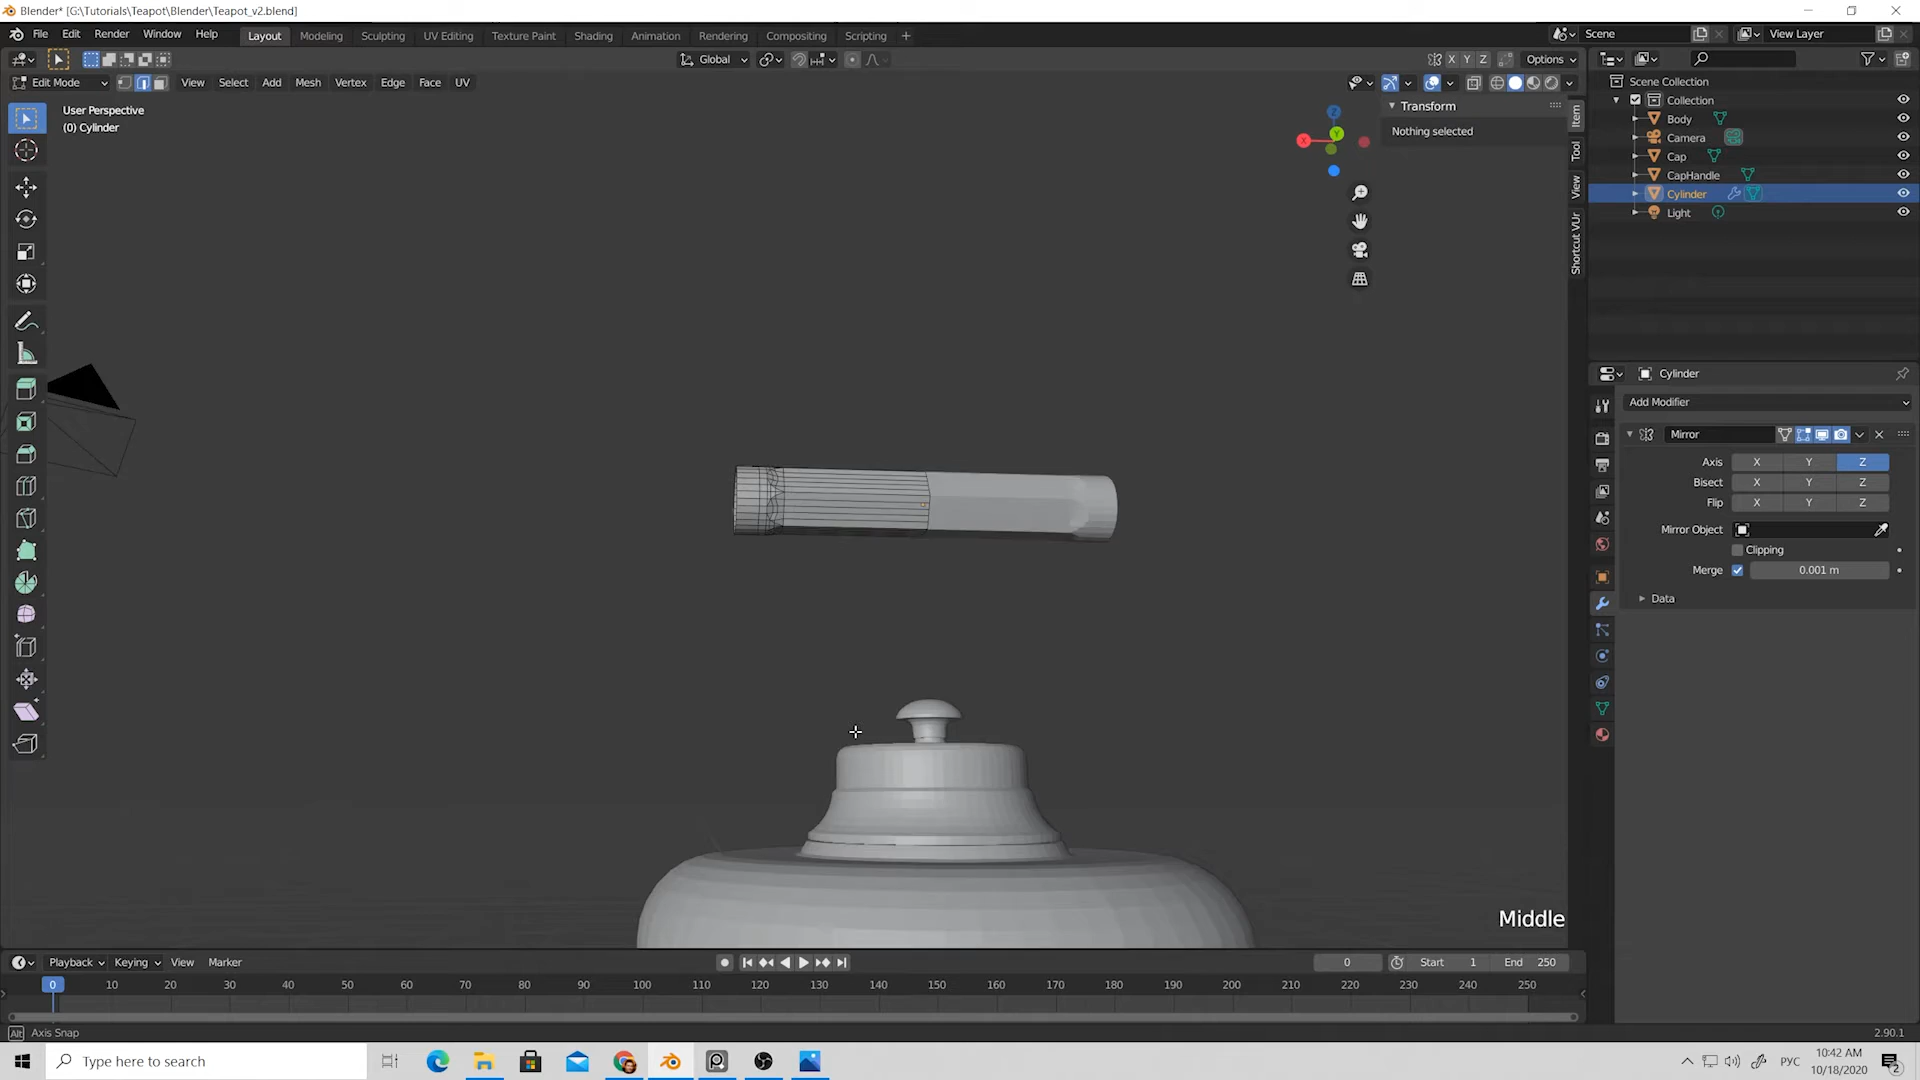 Blender* [G:\Tutorials\Teapot\Blender\Teapot_v2.blend]
File Edit Render Window Help Layout Modeling Sculpting UV Editing Texture Paint Shading Animation Rendering Compositing Scripting + Scene View Layer
Global X Y Z Options
Edit Mode View Select Add Mesh Vertex Edge Face UV
User Perspective
(0) Cylinder
Transform
Nothing selected
Item
Tool
View
Shortcut VUr
X
Y
Z
Scene Collection
Collection
Body
Camera
Cap
CapHandle
Cylinder
Light
Cylinder
Add Modifier
Mirror
Axis X Y Z
Bisect X Y Z
Flip X Y Z
Mirror Object
Clipping
Merge 0.001 m
Data
Middle
Playback Keying View Marker 0 Start 1 End 250
0 10 20 30 40 50 60 70 80 90 100 110 120 130 140 150 160 170 180 190 200 210 220 230 240 250
Alt Axis Snap 2.90.1
Type here to search
РУС
10:42 AM
10/18/2020
2